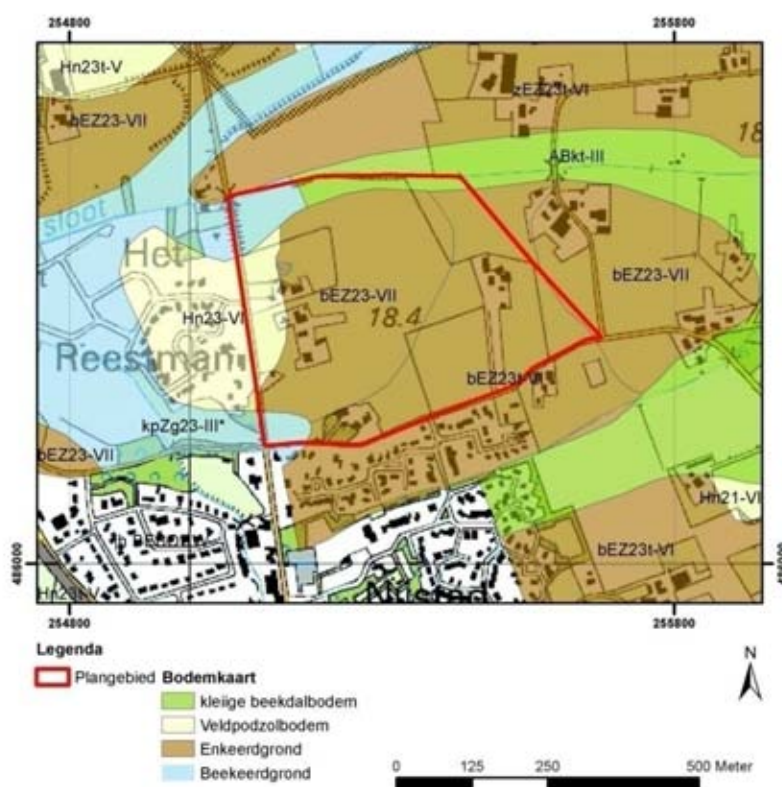 254800 255800
Hn23t-V
bEZ23-VII
zEZ23t-VI
ABkt-III
sloot
Het
bEZ23-VII
bEZ23-VII
18.4
Hn23-VI
Reestman
bEZ23t-VI
kpZg23-III*
bEZ23-VII
Hn21-VI
bEZ23t-VI
Hn23t-V
254800 255800
Legenda
Plangebied Bodemkaart
kleiige beekdalbodem
Veldpodzolbodem
Enkeerdgrond
Beekeerdgrond
N
0 125 250 500 Meter